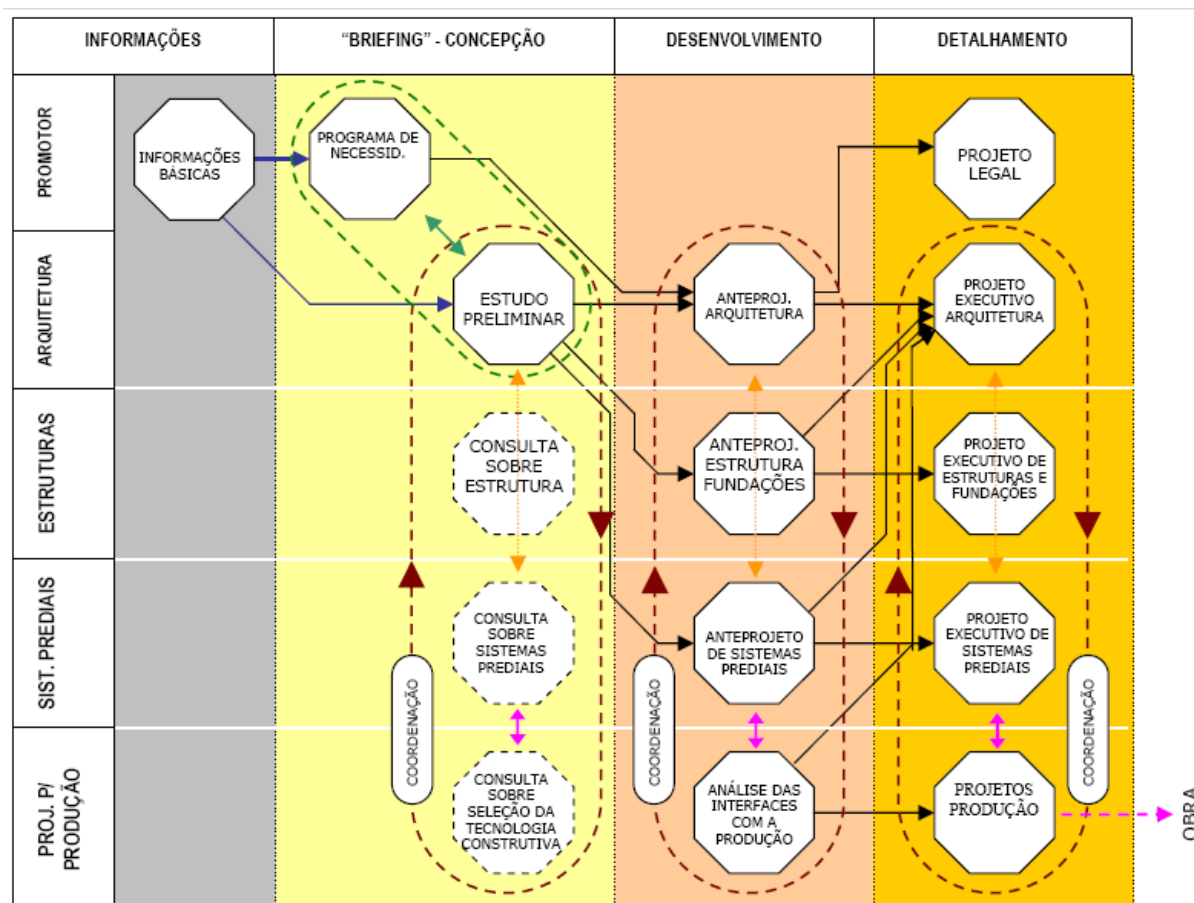 INFORMAÇÕES
“BRIEFING” - CONCEPÇÃO
DESENVOLVIMENTO
DETALHAMENTO
PROMOTOR
INFORMAÇÕES
BÁSICAS
PROGRAMA DE
NECESSID.
PROJETO
LEGAL
ARQUITETURA
ESTUDO
PRELIMINAR
ANTEPROJ.
ARQUITETURA
PROJETO
EXECUTIVO
ARQUITETURA
ESTRUTURAS
CONSULTA
SOBRE
ESTRUTURA
ANTEPROJ.
ESTRUTURA
FUNDAÇÕES
PROJETO
EXECUTIVO DE
ESTRUTURAS E
FUNDAÇÕES
SIST. PREDIAIS
COORDENAÇÃO
CONSULTA
SOBRE
SISTEMAS
PREDIAIS
COORDENAÇÃO
ANTEPROJETO
DE SISTEMAS
PREDIAIS
PROJETO
EXECUTIVO DE
SISTEMAS
PREDIAIS
COORDENAÇÃO
PROJ. P/
PRODUÇÃO
CONSULTA
SOBRE
SELEÇÃO DA
TECNOLOGIA
CONSTRUTIVA
ANÁLISE DAS
INTERFACES
COM A
PRODUÇÃO
PROJETOS
PRODUÇÃO
OBRA